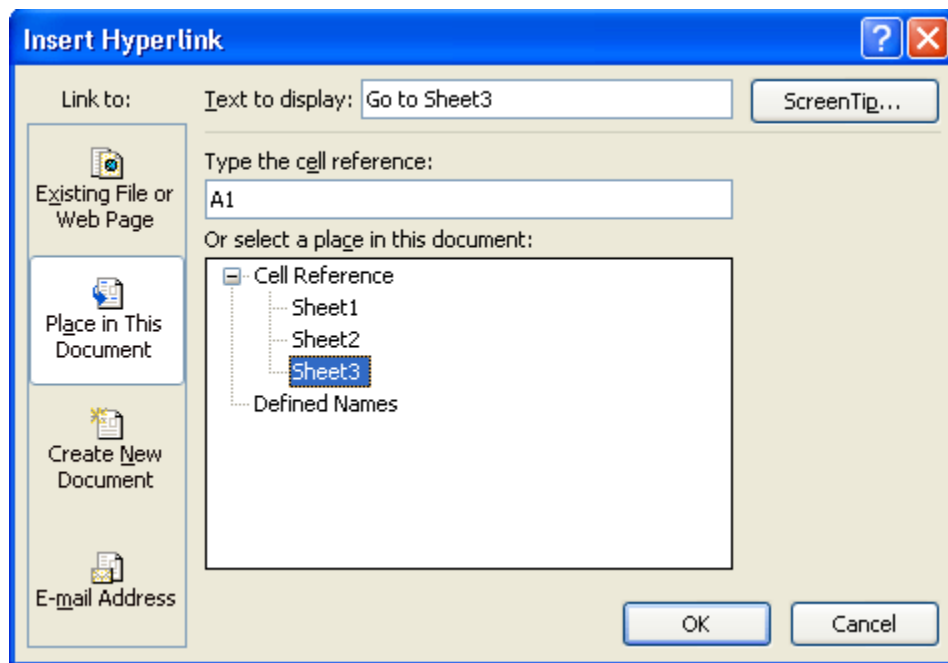 Insert Hyperlink
Link to:
Text to display: Go to Sheet3
ScreenTip...
Existing File or
Web Page
Place in This
Document
Create New
Document
E-mail Address
Type the cell reference:
A1
Or select a place in this document:
Cell Reference
Sheet1
Sheet2
Sheet3
Defined Names
OK
Cancel